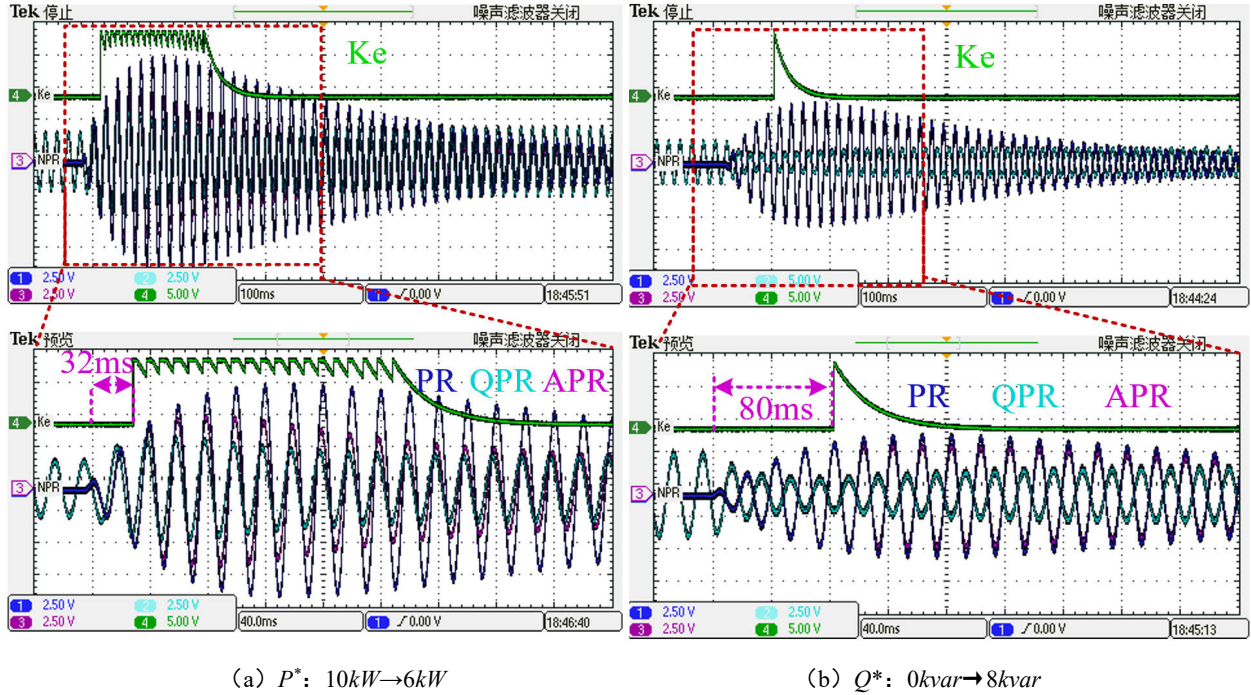 Tek 停止
噪声滤波器关闭
Ke
4 Ke
3 NPR
1 2.50 V
2 2.50 V
3 2.50 V
4 5.00 V
100ms
1 0.00 V
18:45:51
Tek 停止
噪声滤波器关闭
Ke
4 Ke
3 NPR
1 2.50 V
2 5.00 V
3 2.50 V
4 5.00 V
100ms
1 0.00 V
18:44:24
Tek 预览
噪声滤波器关闭
32ms
PR QPR APR
4 Ke
3 NPR
1 2.50 V
2 2.50 V
3 2.50 V
4 5.00 V
40.0ms
1 0.00 V
18:46:40
Tek 预览
噪声滤波器关闭
80ms
PR QPR APR
4 Ke
3 NPR
1 2.50 V
2 2.50 V
3 2.50 V
4 5.00 V
40.0ms
1 0.00 V
18:45:13
（a）P*：10kW→6kW
（b）Q*：0kvar→8kvar